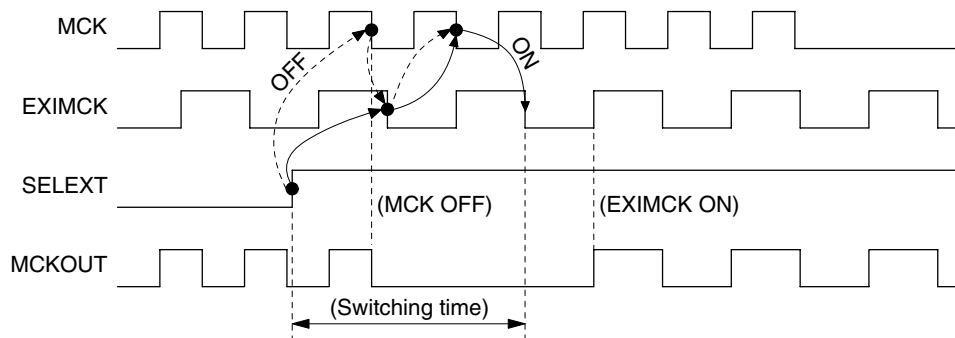 MCK
OFF
ON
EXIMCK
SELEXT
(MCK OFF)
(EXIMCK ON)
MCKOUT
(Switching time)